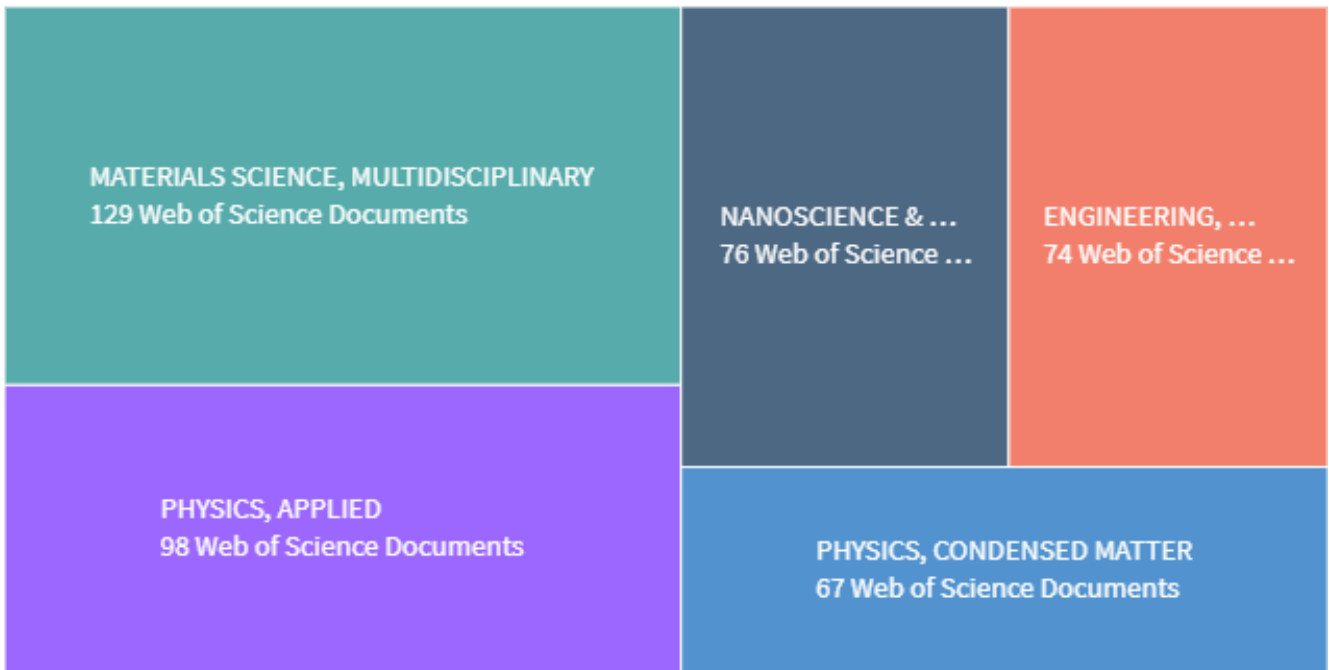 MATERIALS SCIENCE, MULTIDISCIPLINARY
129 Web of Science Documents
NANOSCIENCE & ...
76 Web of Science ...
ENGINEERING, ...
74 Web of Science ...
PHYSICS, APPLIED
98 Web of Science Documents
PHYSICS, CONDENSED MATTER
67 Web of Science Documents